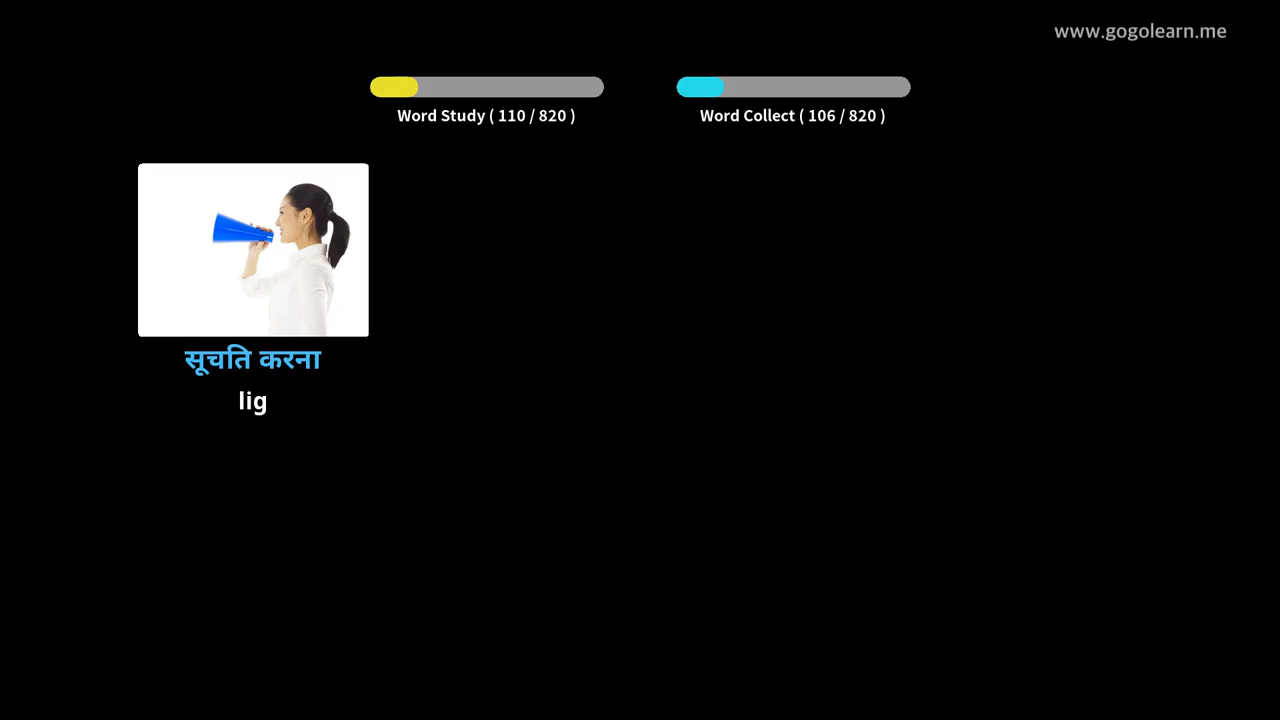 www.gogolearn.me
Word Study ( 110 / 820 )
Word Collect ( 106 / 820 )
सूचति करना
lig